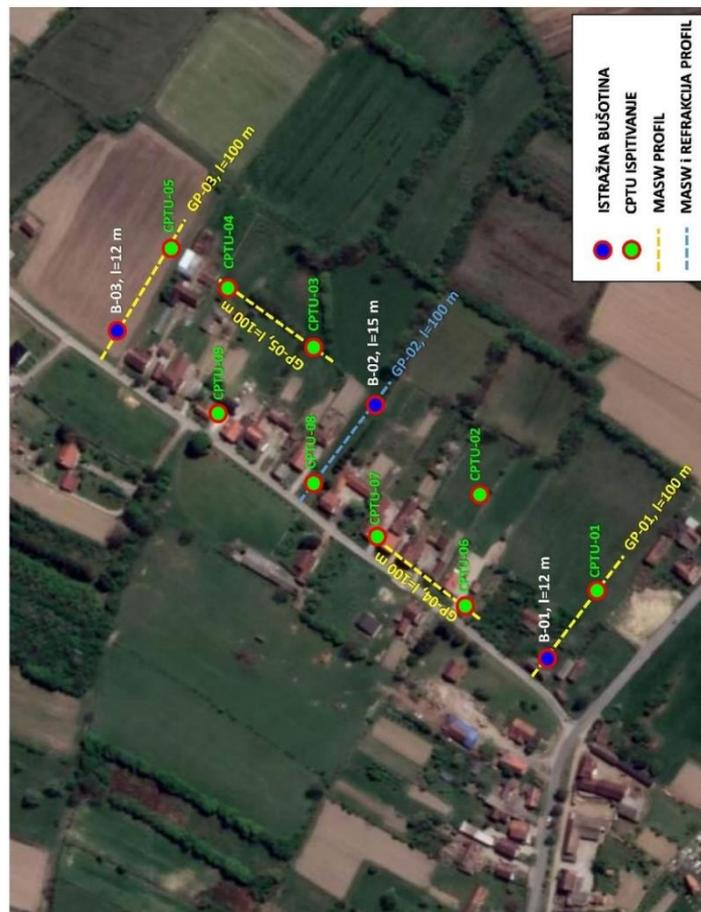 B-03, l=12 m
CPTU-05
GP-03, l=100 m
CPTU-04
CPTU-09
GP-05, l=100 m
CPTU-03
CPTU-08
B-02, l=15 m
GP-02, l=100 m
CPTU-07
CPTU-02
GP-04, l=100 m
CPTU-06
B-01, l=12 m
CPTU-01
GP-01, l=100 m
ISTRAŽNA BUŠOTINA
CPTU ISPITIVANJE
MASW PROFIL
MASW i REFRAKCIJA PROFIL